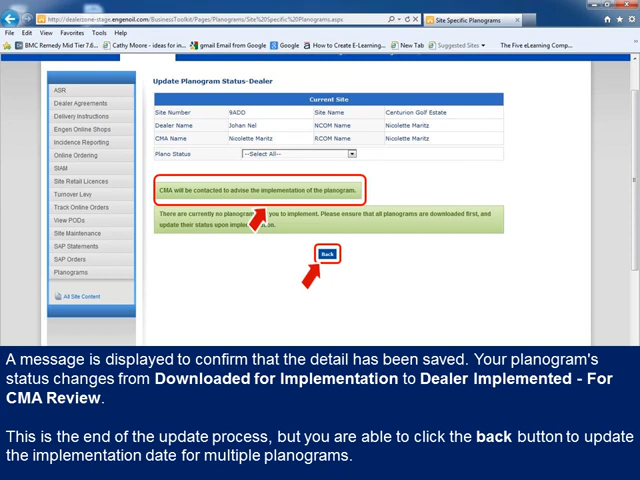 http://dealerzone-stage.engenoil.com/BusinessToolkit/Pages/Planograms/Site%20Specific%20Planograms.aspx
Site Specific Planograms
File Edit View Favorites Tools Help
BMC Remedy Mid Tier 7.6... Cathy Moore - ideas for in... gmail Email from Google Google How to Create E-Learning... New Tab Suggested Sites The Five eLearning Comp...
Update Planogram Status-Dealer
ASR
Dealer Agreements
Delivery Instructions
Engen Online Shops
Incidence Reporting
Online Ordering
SIAM
Site Retail Licences
Turnover Levy
Track Online Orders
View PODs
Site Maintenance
SAP Statements
SAP Orders
Planograms
All Site Content
Current Site
Site Number 9ADD Site Name Centurion Golf Estate
Dealer Name Johan Nel NCOM Name Nicolette Maritz
CMA Name Nicolette Maritz RCOM Name Nicolette Maritz
Plano Status --Select All--
CMA will be contacted to advise the implementation of the planogram.
There are currently no planogram you to implement. Please ensure that all planograms are downloaded first, and
update their status upon implem on.
Back
A message is displayed to confirm that the detail has been saved. Your planogram's
status changes from Downloaded for Implementation to Dealer Implemented - For
CMA Review.
This is the end of the update process, but you are able to click the back button to update
the implementation date for multiple planograms.